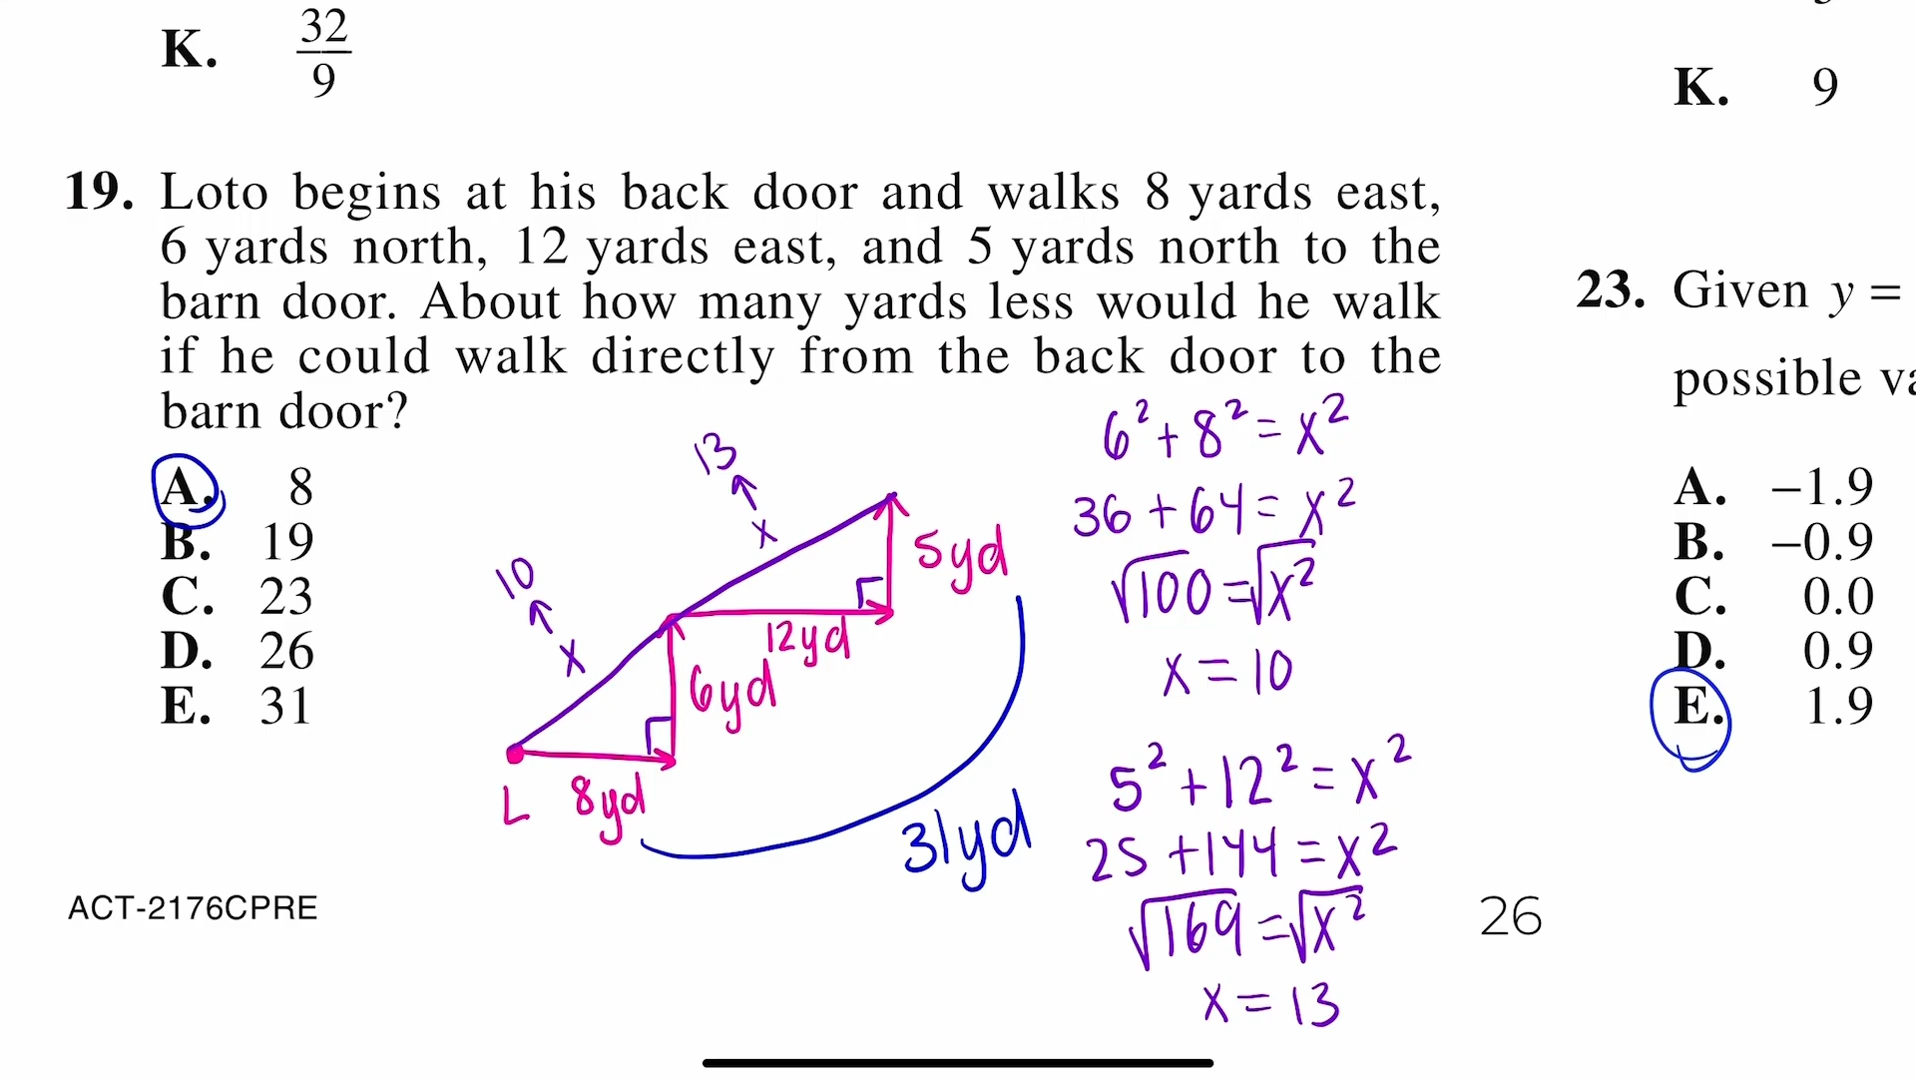 K. 32/9
19. Loto begins at his back door and walks 8 yards east,
6 yards north, 12 yards east, and 5 yards north to the
barn door. About how many yards less would he walk
if he could walk directly from the back door to the
barn door?
A. 8
B. 19
C. 23
D. 26
E. 31
13
x
10
x
5yd
12yd
6yd
L 8yd
31yd
6² + 8² = x²
36 + 64 = x²
√100 = √x²
x = 10
5² + 12² = x²
25 + 144 = x²
√169 = √x²
x = 13
ACT-2176CPRE
26
K. 9
23. Given y =
possible va
A. −1.9
B. −0.9
C. 0.0
D. 0.9
E. 1.9